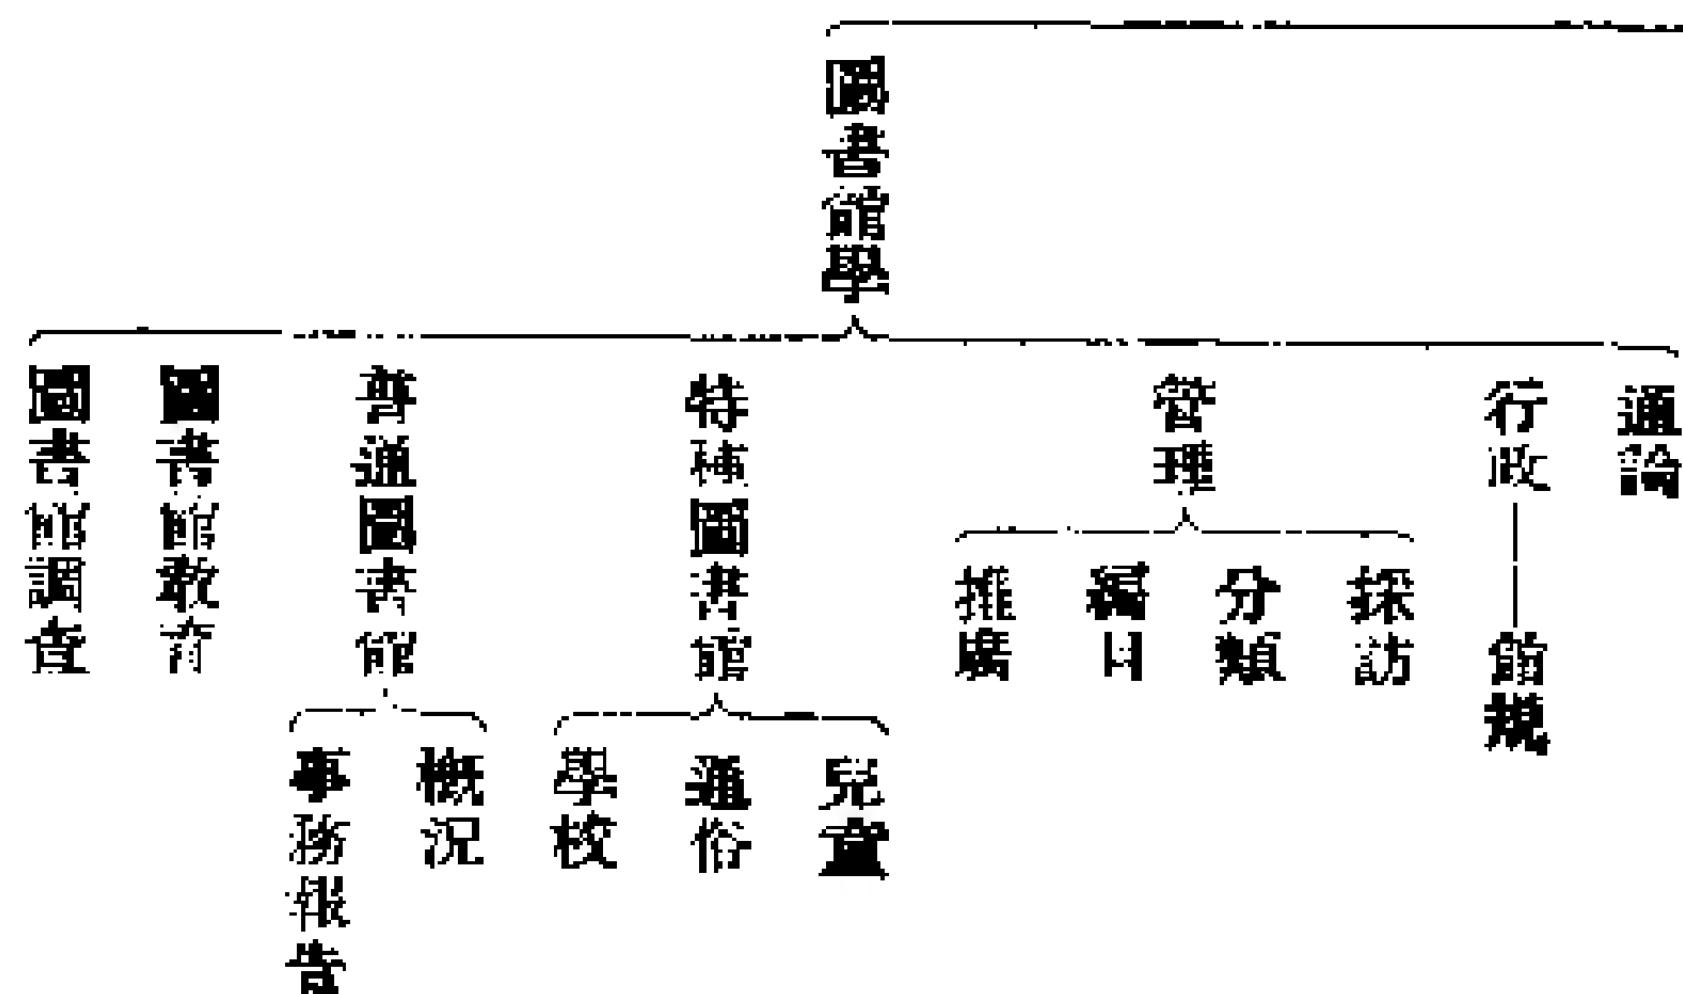 圖書館學
通論
行政
館規
管理
採訪
分類
編目
推廣
特種圖書館
兒童
通俗
學校
普通圖書館
概況
事務報告
圖書館教育
圖書館調查